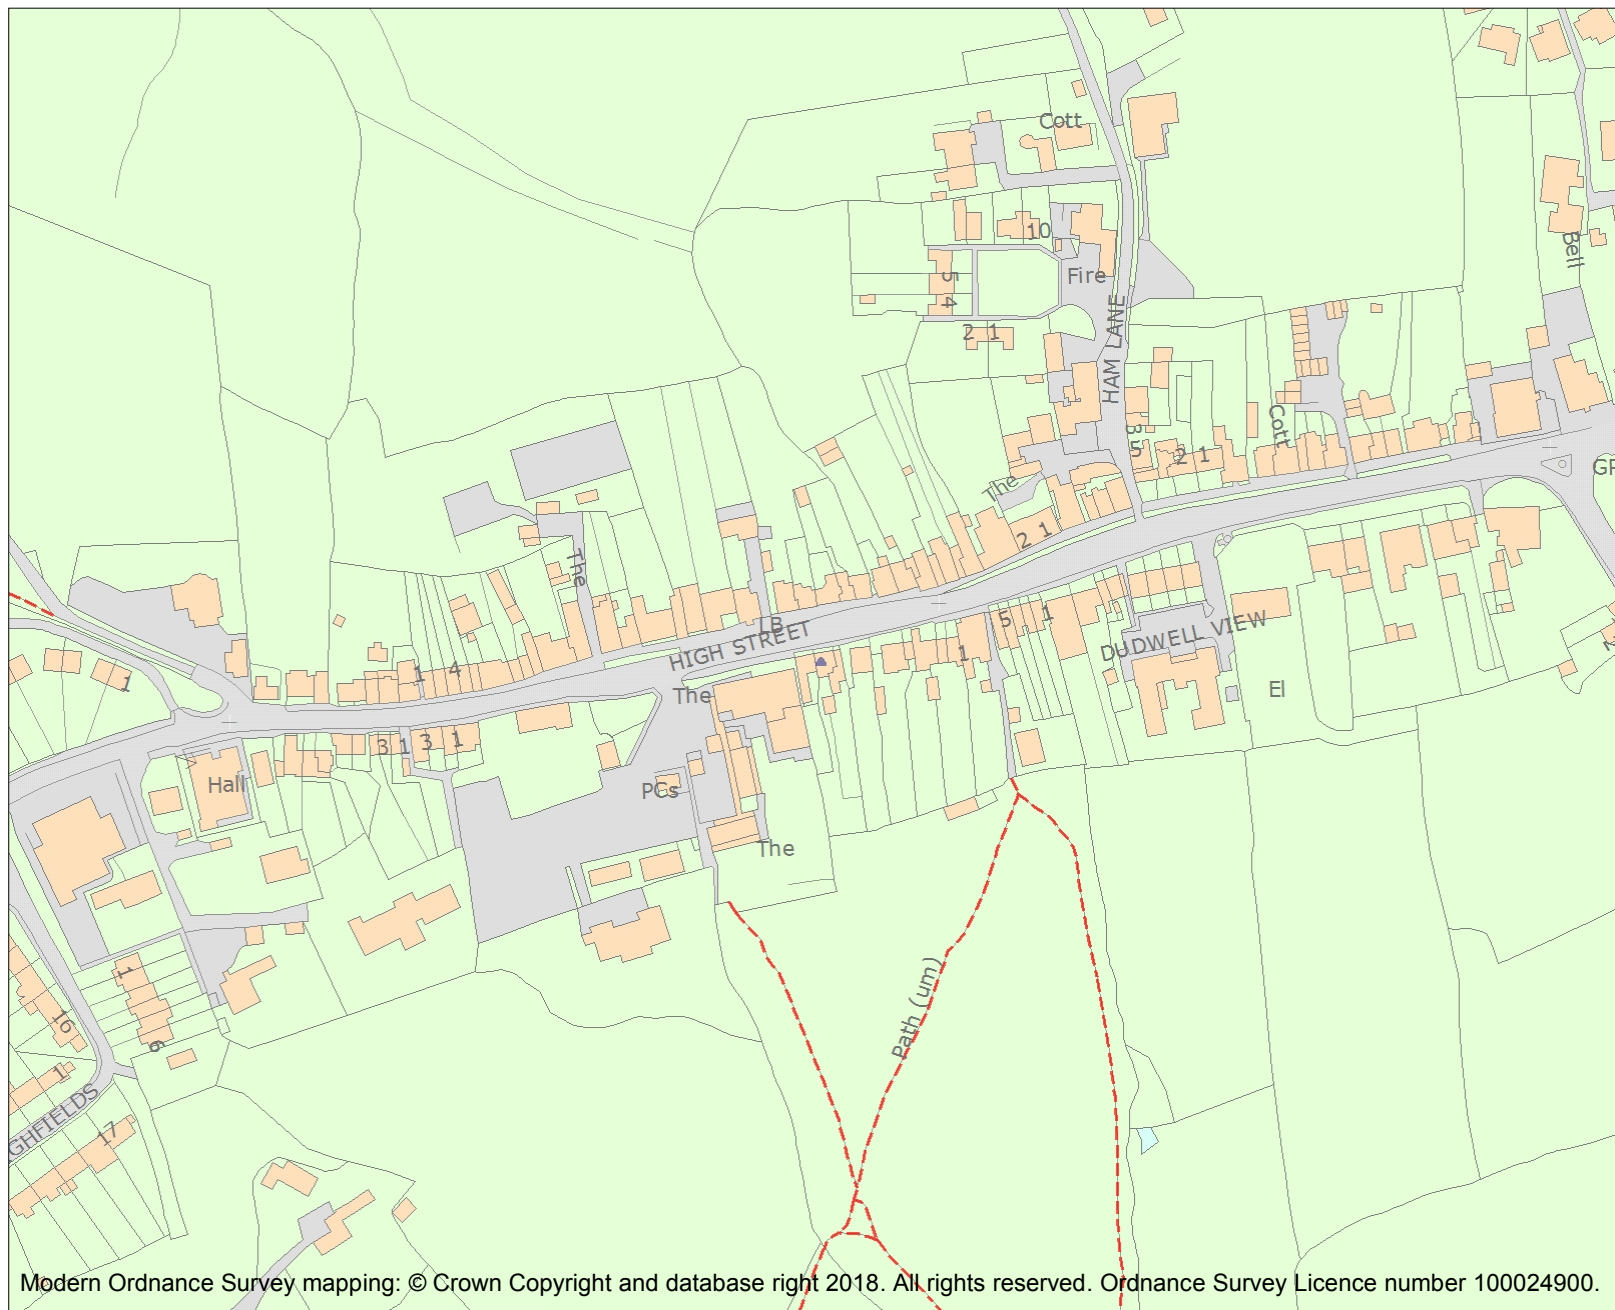 Cott
10
Fire
5
4
2 1
HAM LANE
Bell
Cott
3
5
2 1
The
2 1
The
LB
HIGH STREET
5
1
DUDWELL VIEW
1
4
1
1
The
El
3 1 3 1
Hall
PCs
The
Path (um)
1
16
6
1
GHFIELDS
17
Modern Ordnance Survey mapping: © Crown Copyright and database right 2018. All rights reserved. Ordnance Survey Licence number 100024900.